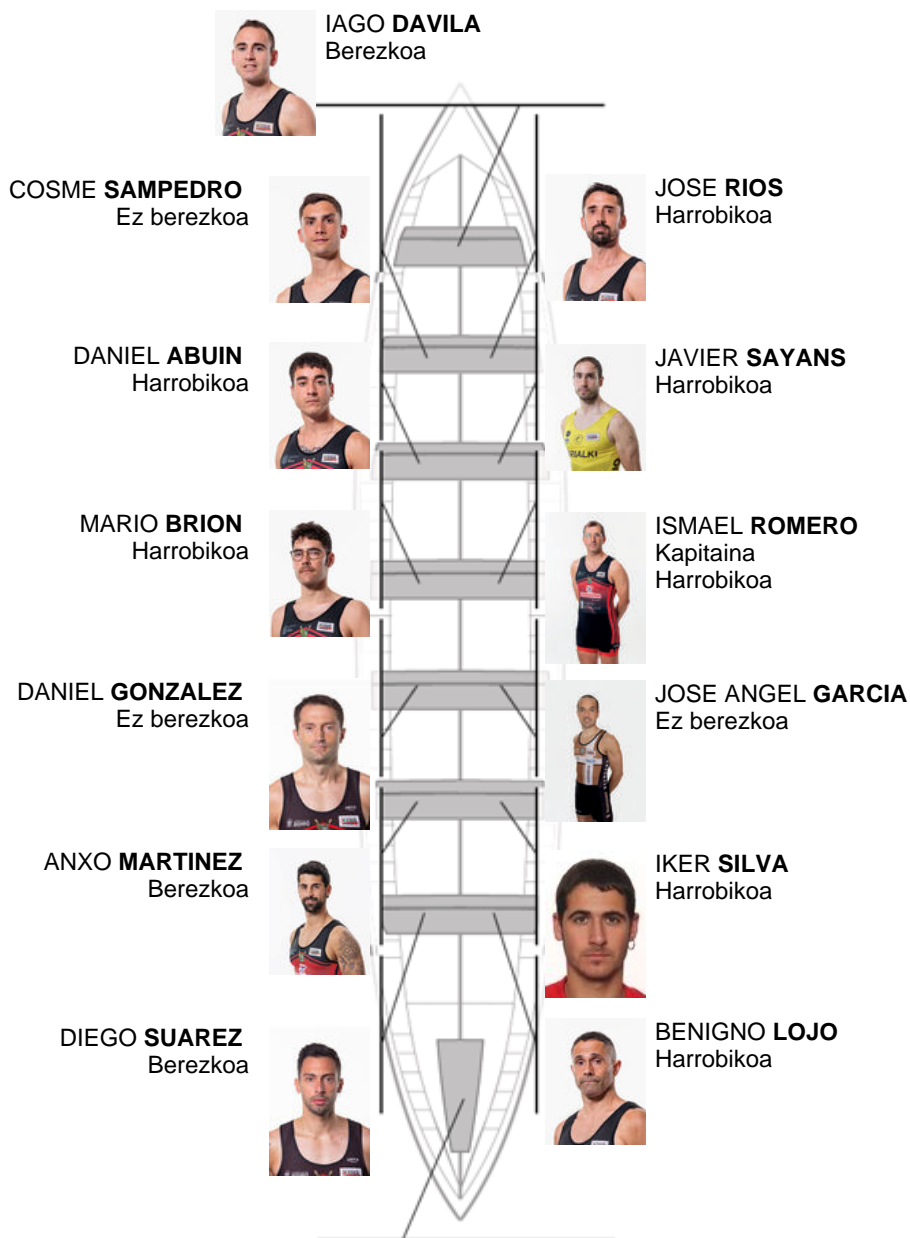 IAGO DAVILA
Berezkoa
COSME SAMPEDRO
Ez berezkoa
JOSE RIOS
Harrobikoa
DANIEL ABUIN
Harrobikoa
JAVIER SAYANS
Harrobikoa
MARIO BRION
Harrobikoa
ISMAEL ROMERO
Kapitaina
Harrobikoa
DANIEL GONZALEZ
Ez berezkoa
JOSE ANGEL GARCIA
Ez berezkoa
ANXO MARTINEZ
Berezkoa
IKER SILVA
Harrobikoa
DIEGO SUAREZ
Berezkoa
BENIGNO LOJO
Harrobikoa